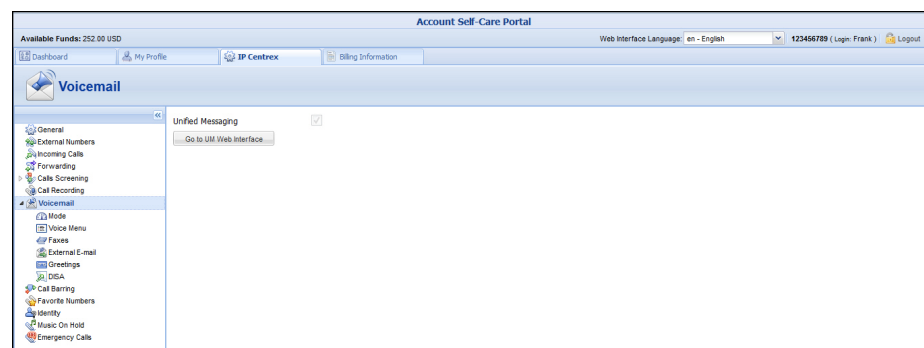 Account Self-Care Portal
Available Funds: 252.00 USD Web Interface Language: en - English 123456789 ( Login: Frank ) Logout
Dashboard My Profile IP Centrex Billing Information
Voicemail
Unified Messaging
Go to UM Web Interface
General
External Numbers
Incoming Calls
Forwarding
Calls Screening
Call Recording
Voicemail
Mode
Voice Menu
Faxes
External E-mail
Greetings
DISA
Call Barring
Favorite Numbers
Identity
Music On Hold
Emergency Calls